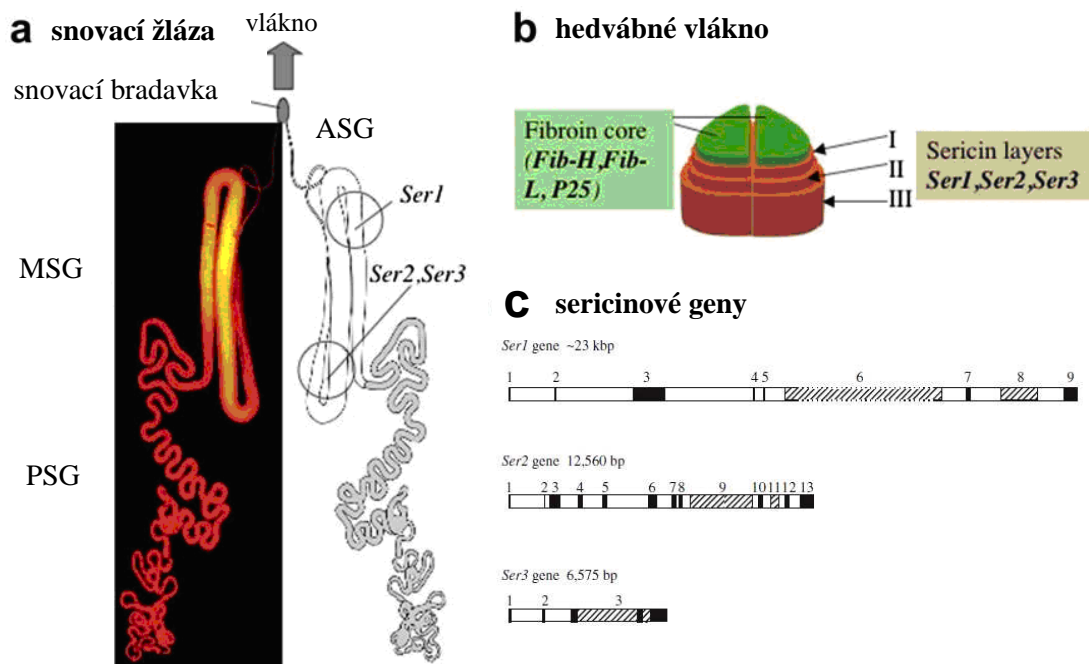 a snovací žláza
vlákno
snovací bradavka
ASG
Ser1
MSG
Ser2,Ser3
PSG
b hedvábné vlákno
Fibroin core
(Fib-H,Fib-
L, P25)
I
II
III
Sericin layers
Ser1,Ser2,Ser3
c sericinové geny
Ser1 gene ~23 kbp
1 2 3 4 5 6 7 8 9
Ser2 gene 12,560 bp
1 2 3 4 5 6 7 8 9 10 11 12 13
Ser3 gene 6,575 bp
1 2 3